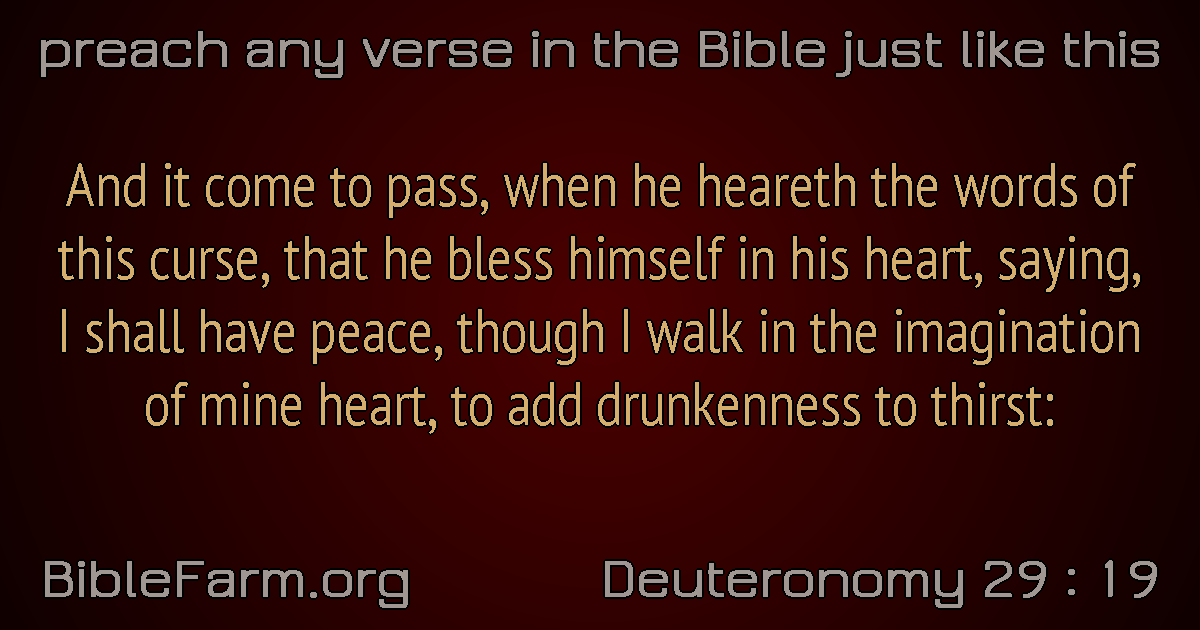 preach any verse in the Bible just like this
And it come to pass, when he heareth the words of
this curse, that he bless himself in his heart, saying,
I shall have peace, though I walk in the imagination
of mine heart, to add drunkenness to thirst:
BibleFarm.org
Deuteronomy 29 : 19